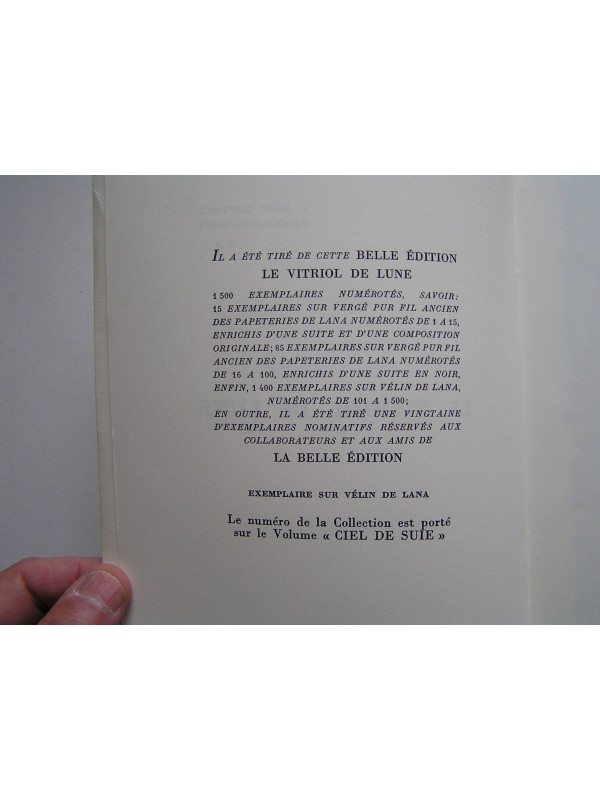 IL A ÉTÉ TIRÉ DE CETTE BELLE ÉDITION
LE VITRIOL DE LUNE
1 500 EXEMPLAIRES NUMÉROTÉS, SAVOIR:
15 EXEMPLAIRES SUR VERGÉ PUR FIL ANCIEN
DES PAPETERIES DE LANA NUMÉROTÉS DE 1 A 15,
ENRICHIS D'UNE SUITE ET D'UNE COMPOSITION
ORIGINALE; 85 EXEMPLAIRES SUR VERGÉ PUR FIL
ANCIEN DES PAPETERIES DE LANA NUMÉROTÉS
DE 16 A 100, ENRICHIS D'UNE SUITE EN NOIR,
ENFIN, 1 400 EXEMPLAIRES SUR VÉLIN DE LANA,
NUMÉROTÉS DE 101 A 1 500;
EN OUTRE, IL A ÉTÉ TIRÉ UNE VINGTAINE
D'EXEMPLAIRES NOMINATIFS RÉSERVÉS AUX
COLLABORATEURS ET AUX AMIS DE
LA BELLE ÉDITION
EXEMPLAIRE SUR VÉLIN DE LANA
Le numéro de la Collection est porté
sur le Volume « CIEL DE SUIE »